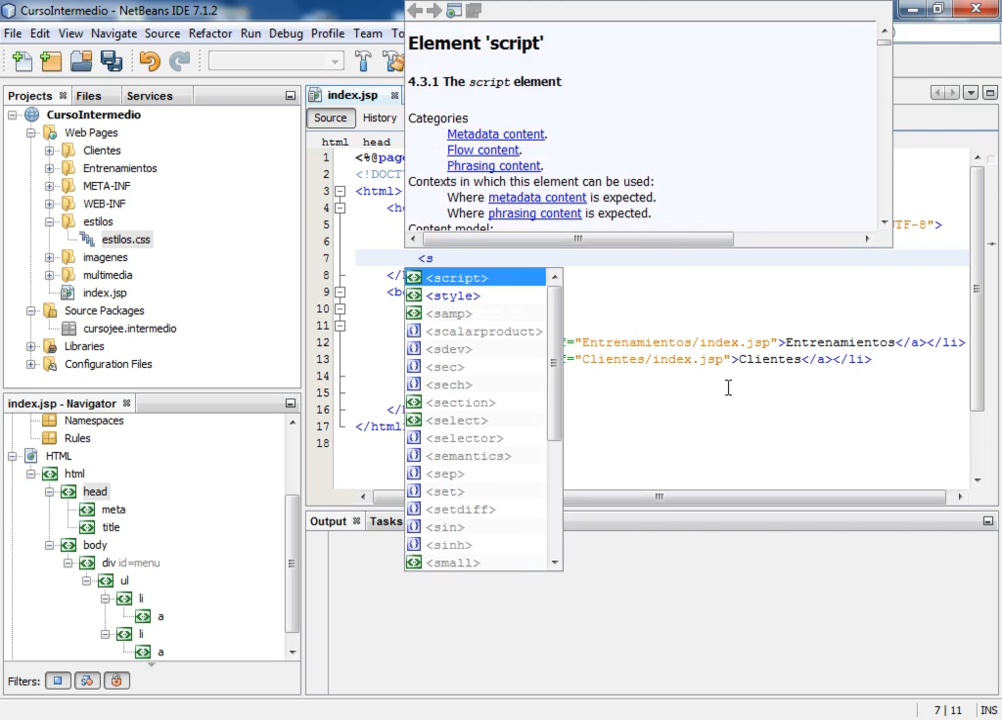 CursoIntermedio - NetBeans IDE 7.1.2
File Edit View Navigate Source Refactor Run Debug Profile Team To
Projects Files Services
CursoIntermedio
Web Pages
Clientes
Entrenamientos
META-INF
WEB-INF
estilos
estilos.css
imagenes
multimedia
index.jsp
Source Packages
cursojee.intermedio
Libraries
Configuration Files
index.jsp - Navigator
Namespaces
Rules
HTML
html
head
meta
title
body
div id=menu
ul
li
a
li
a
Filters:
index.jsp
Source History
html head
1 <%@page
2 <!DOCT
3 <html>
4 <he
5 UTF-8">
6
7 <s
8 </
9 <b
10
11
12 f="Entrenamientos/index.jsp">Entrenamientos</a></li>
13 f="Clientes/index.jsp">Clientes</a></li>
14
15
16 </
17 </html
18
Element 'script'
4.3.1 The script element
Categories
Metadata content.
Flow content.
Phrasing content.
Contexts in which this element can be used:
Where metadata content is expected.
Where phrasing content is expected.
Content model:
<script>
<style>
<samp>
<scalarproduct>
<sdev>
<sec>
<sech>
<section>
<select>
<selector>
<semantics>
<sep>
<set>
<setdiff>
<sin>
<sinh>
<small>
Output Tasks
7 | 11 INS